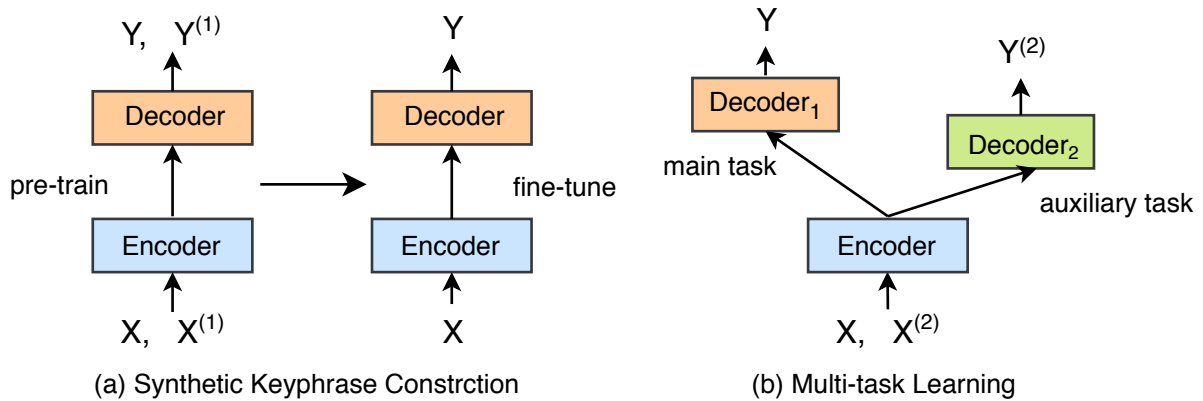 Y, Y^(1)
Decoder
pre-train
Encoder
X, X^(1)
Y
Decoder
fine-tune
Encoder
X
(a) Synthetic Keyphrase Constrction
Y
Decoder₁
main task
Y^(2)
Decoder₂
auxiliary task
Encoder
X, X^(2)
(b) Multi-task Learning